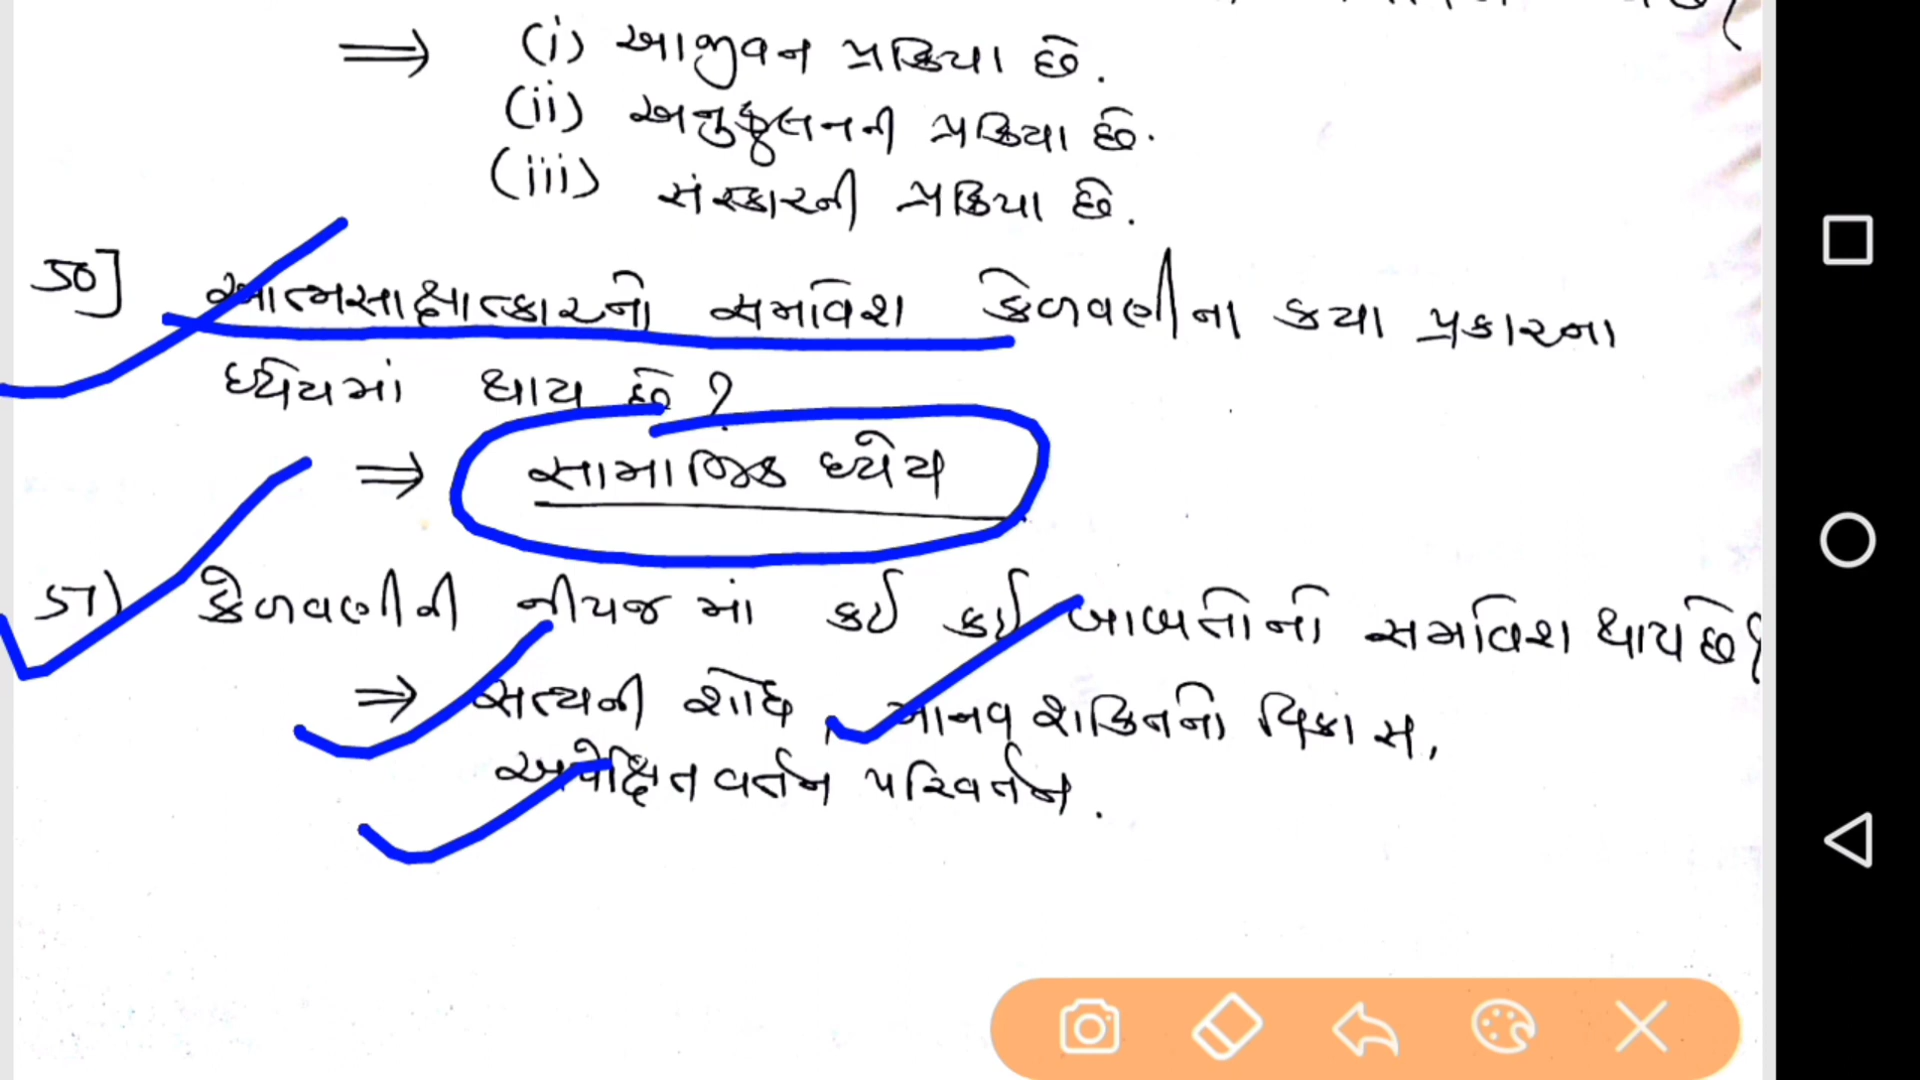 ⇒ (i) આજીવન પ્રક્રિયા છે.
(ii) અનુકૂલનની પ્રક્રિયા છે.
(iii) સંસ્કારની પ્રક્રિયા છે.
50] આત્મસાક્ષાત્કારનો સમાવેશ કેળવણીના કયા પ્રકારના
ધ્યેયમાં થાય છે ?
⇒ સામાજિક ધ્યેય
51) કેળવણીની નીપજ માં કઈ કઈ બાબતોનો સમાવેશ થાય છે?
⇒ સત્યની શોધ, માનવ શક્તિનો વિકાસ,
અપેક્ષિત વર્તન પરિવર્તન.